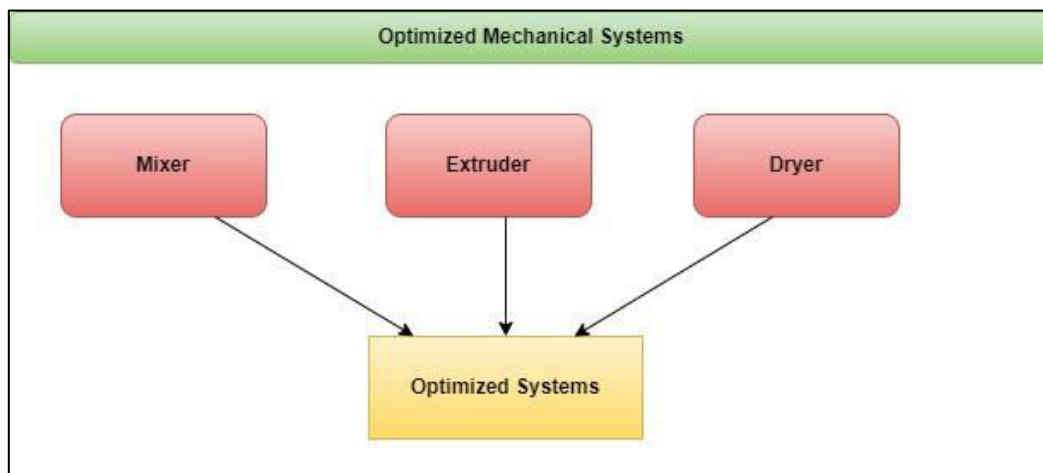 Optimized Mechanical Systems
Mixer
Extruder
Dryer
Optimized Systems